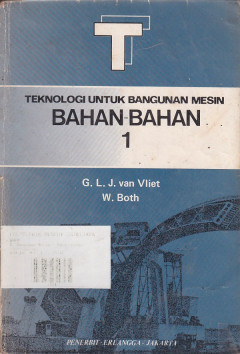 T
TEKNOLOGI UNTUK BANGUNAN MESIN
BAHAN-BAHAN
1
G. L. J. van Vliet
W. Both
PENERBIT ERLANGGA - JAKARTA